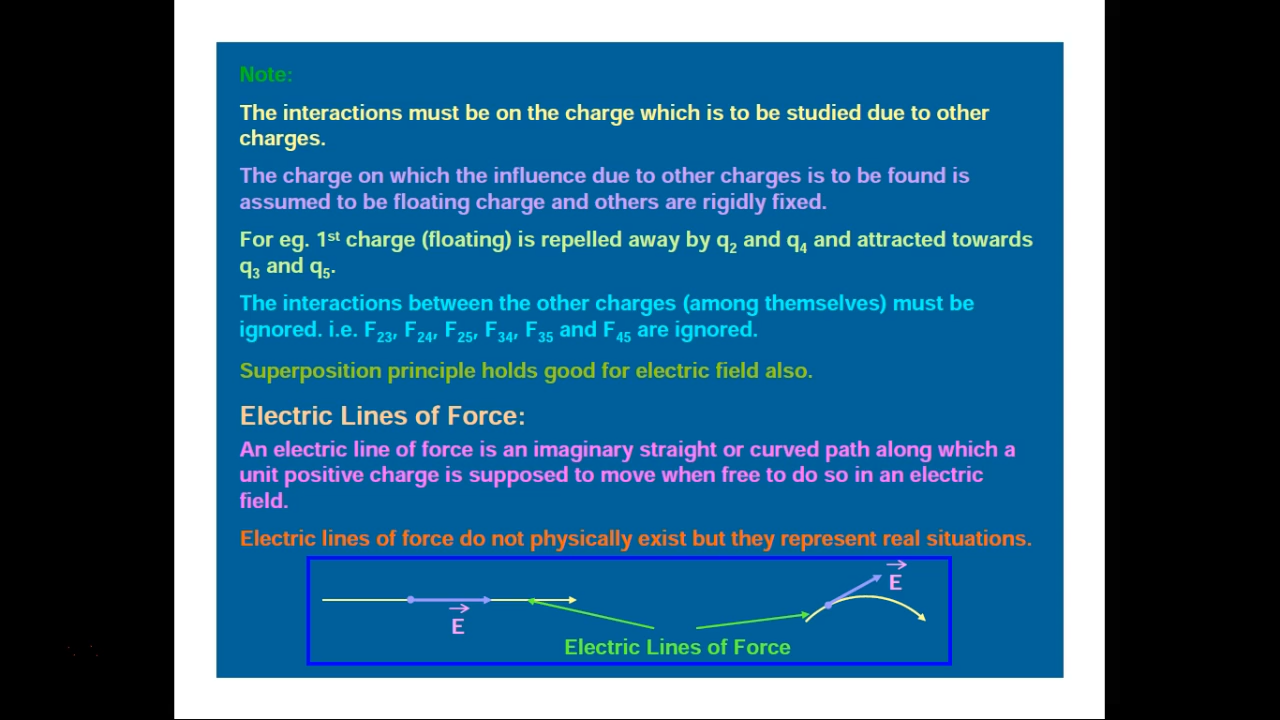 Note:
The interactions must be on the charge which is to be studied due to other
charges.
The charge on which the influence due to other charges is to be found is
assumed to be floating charge and others are rigidly fixed.
For eg. 1st charge (floating) is repelled away by q2 and q4 and attracted towards
q3 and q5.
The interactions between the other charges (among themselves) must be
ignored. i.e. F23, F24, F25, F34, F35 and F45 are ignored.
Superposition principle holds good for electric field also.
Electric Lines of Force:
An electric line of force is an imaginary straight or curved path along which a
unit positive charge is supposed to move when free to do so in an electric
field.
Electric lines of force do not physically exist but they represent real situations.
E
E
Electric Lines of Force